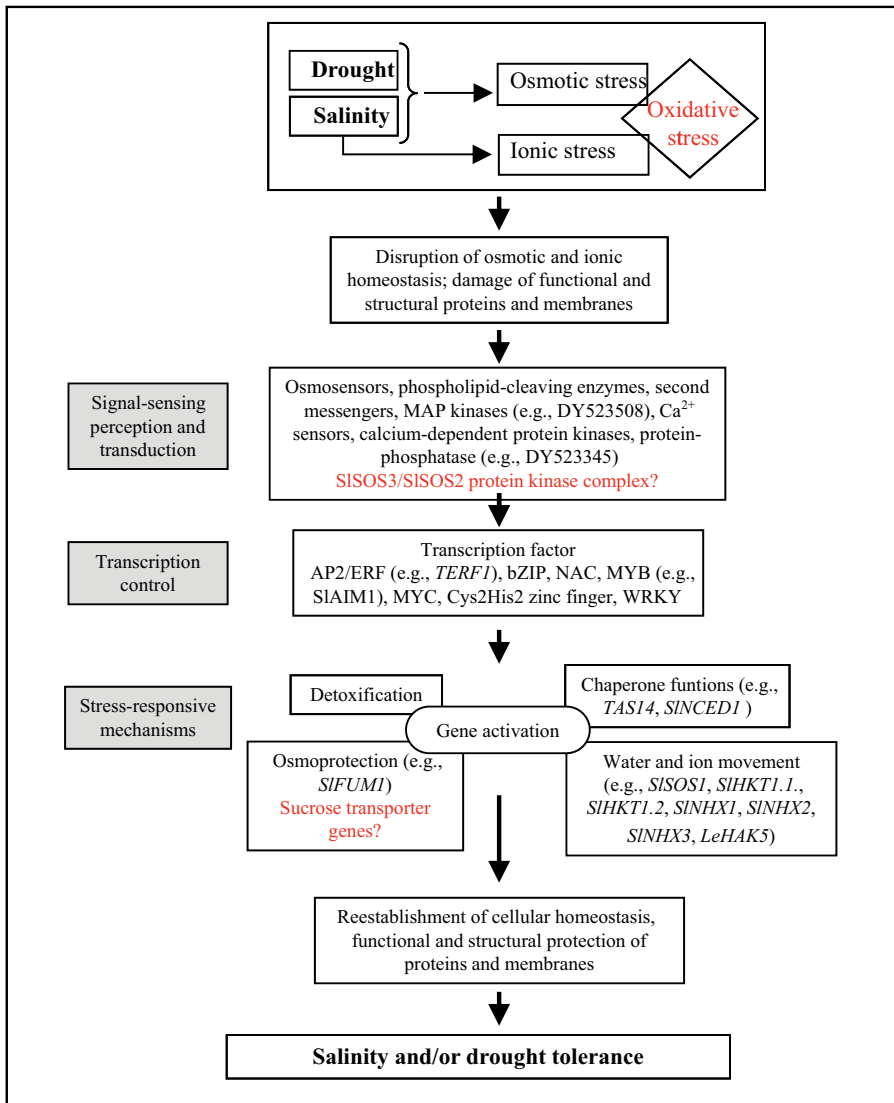 Drought
Salinity
Osmotic stress
Ionic stress
Oxidative
stress
Disruption of osmotic and ionic
homeostasis; damage of functional and
structural proteins and membranes
Signal-sensing
perception and
transduction
Osmosensors, phospholipid-cleaving enzymes, second
messengers, MAP kinases (e.g., DY523508), Ca²⁺
sensors, calcium-dependent protein kinases, protein-
phosphatase (e.g., DY523345)
SlSOS3/SlSOS2 protein kinase complex?
Transcription
control
Transcription factor
AP2/ERF (e.g., TERF1), bZIP, NAC, MYB (e.g.,
SlAIM1), MYC, Cys2His2 zinc finger, WRKY
Stress-responsive
mechanisms
Detoxification
Chaperone funtions (e.g.,
TAS14, SlNCED1 )
Gene activation
Osmoprotection (e.g.,
SlFUM1)
Sucrose transporter
genes?
Water and ion movement
(e.g., SlSOS1, SlHKT1.1.,
SlHKT1.2, SlNHX1, SlNHX2,
SlNHX3, LeHAK5)
Reestablishment of cellular homeostasis,
functional and structural protection of
proteins and membranes
Salinity and/or drought tolerance